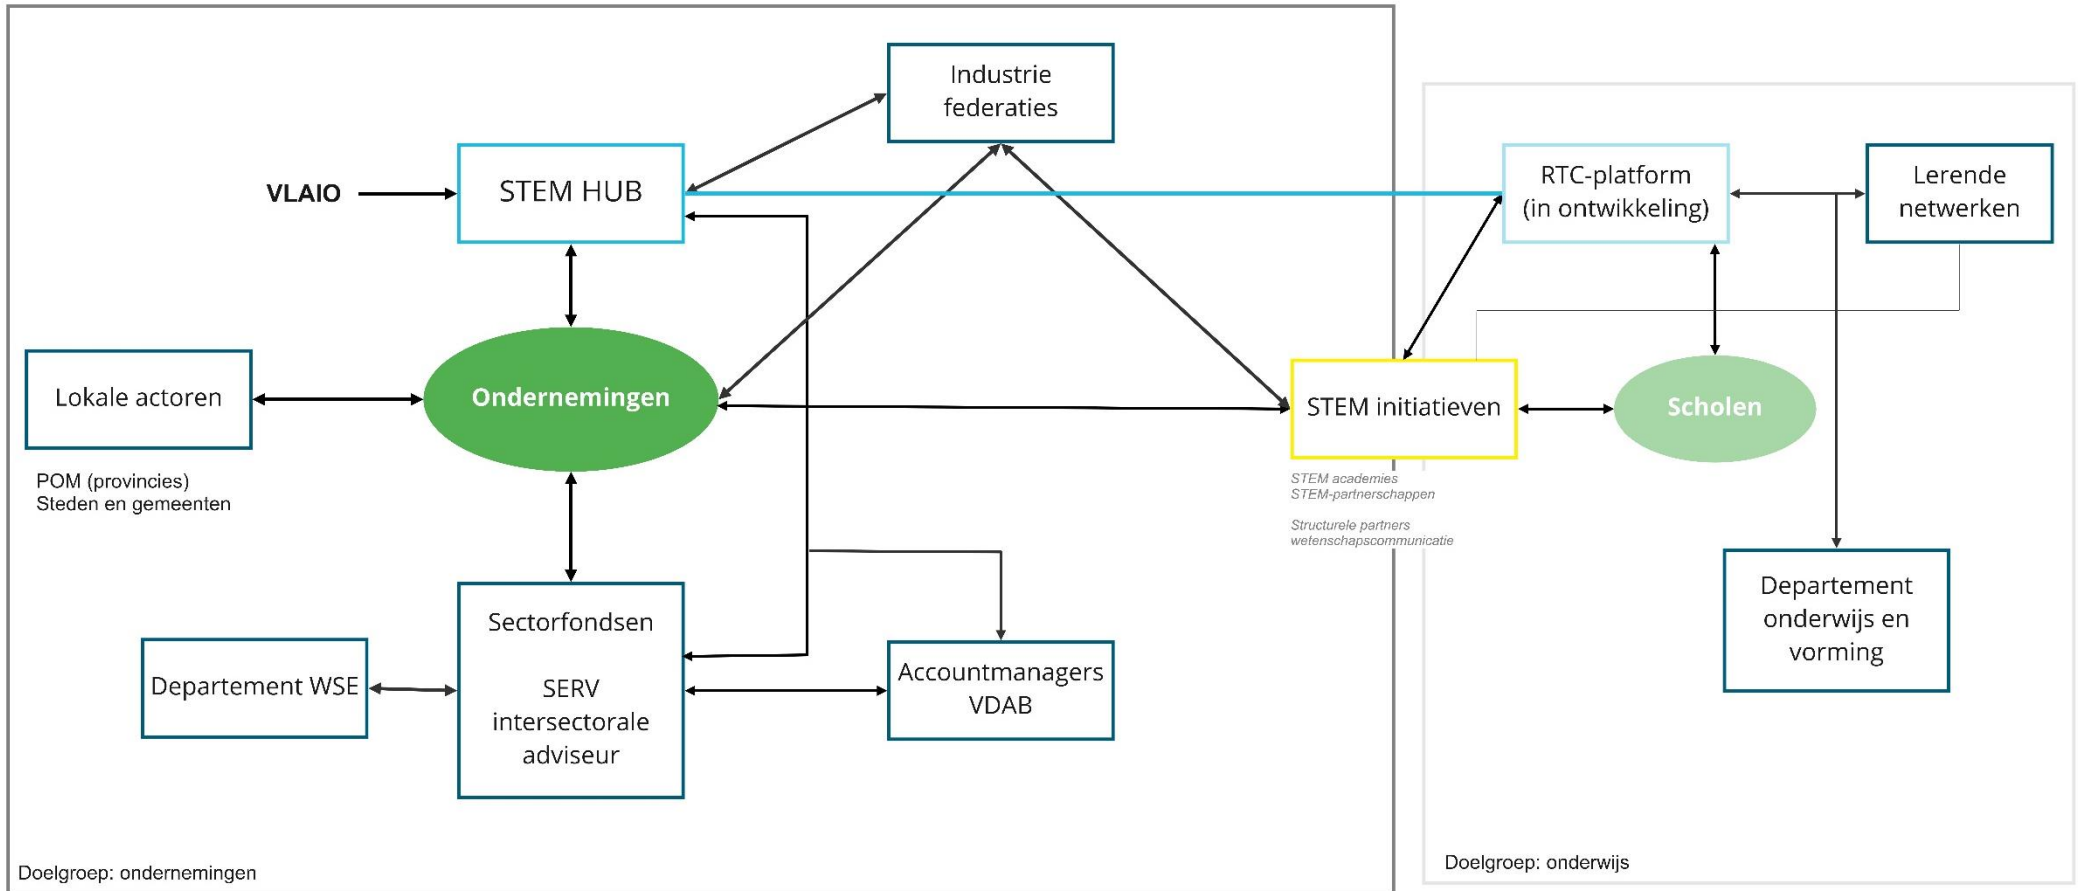 Industrie
federaties
VLAIO
STEM HUB
RTC-platform
(in ontwikkeling)
Lerende
netwerken
Lokale actoren
POM (provincies)
Steden en gemeenten
Ondernemingen
STEM initiatieven
STEM academies
STEM-partnerschappen
Structurele partners
wetenschapscommunicatie
Scholen
Departement WSE
Sectorfondsen
SERV
intersectorale
adviseur
Accountmanagers
VDAB
Departement
onderwijs en
vorming
Doelgroep: ondernemingen
Doelgroep: onderwijs